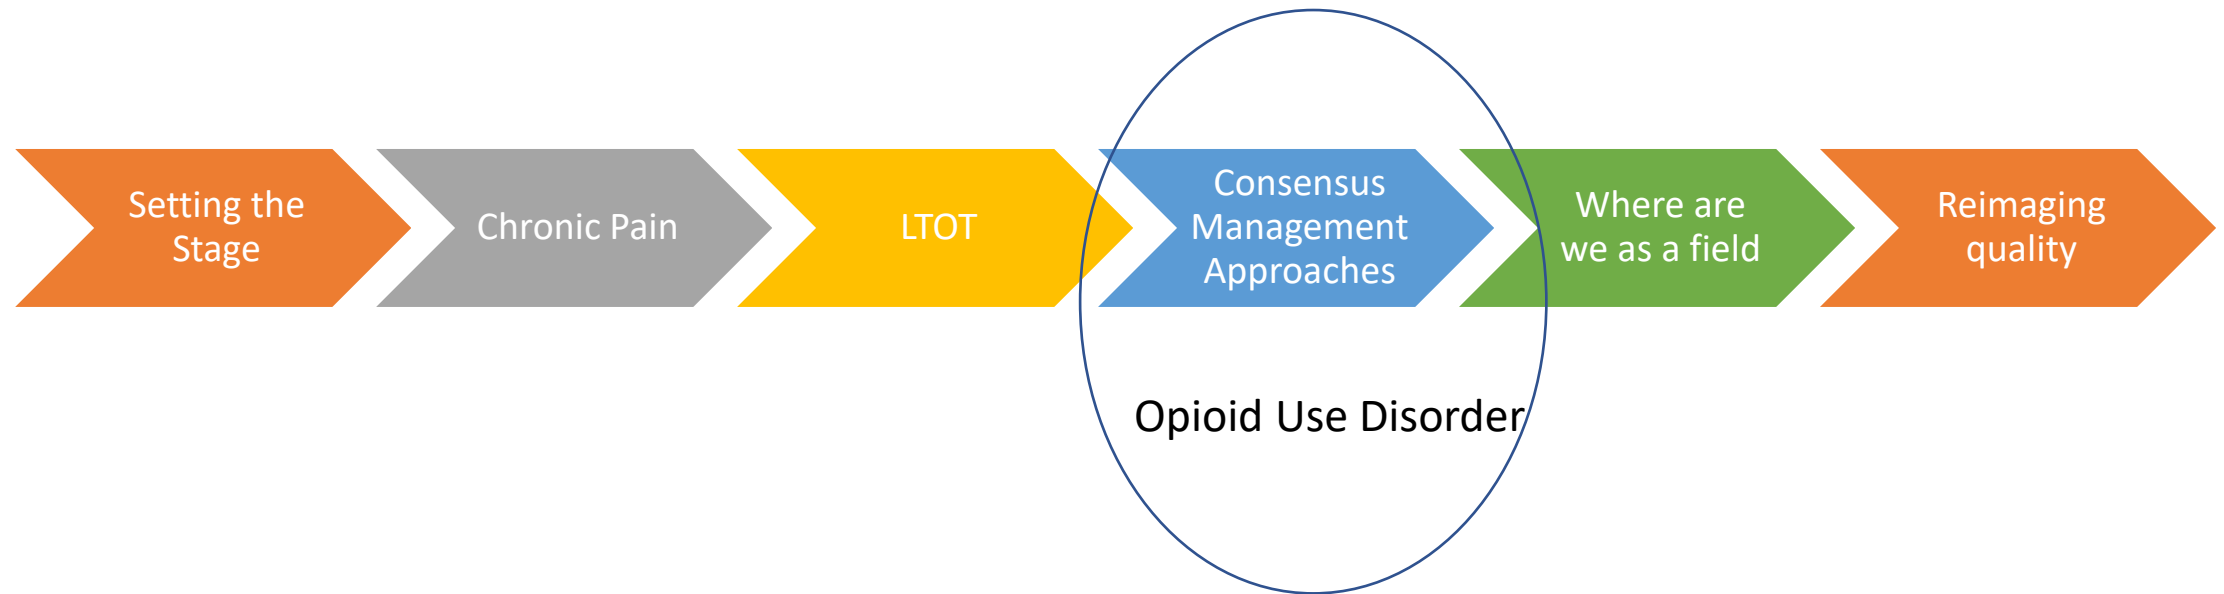 Setting the
Stage
Chronic Pain
LTOT
Consensus
Management
Approaches
Where are
we as a field
Reimaging
quality
Opioid Use Disorder